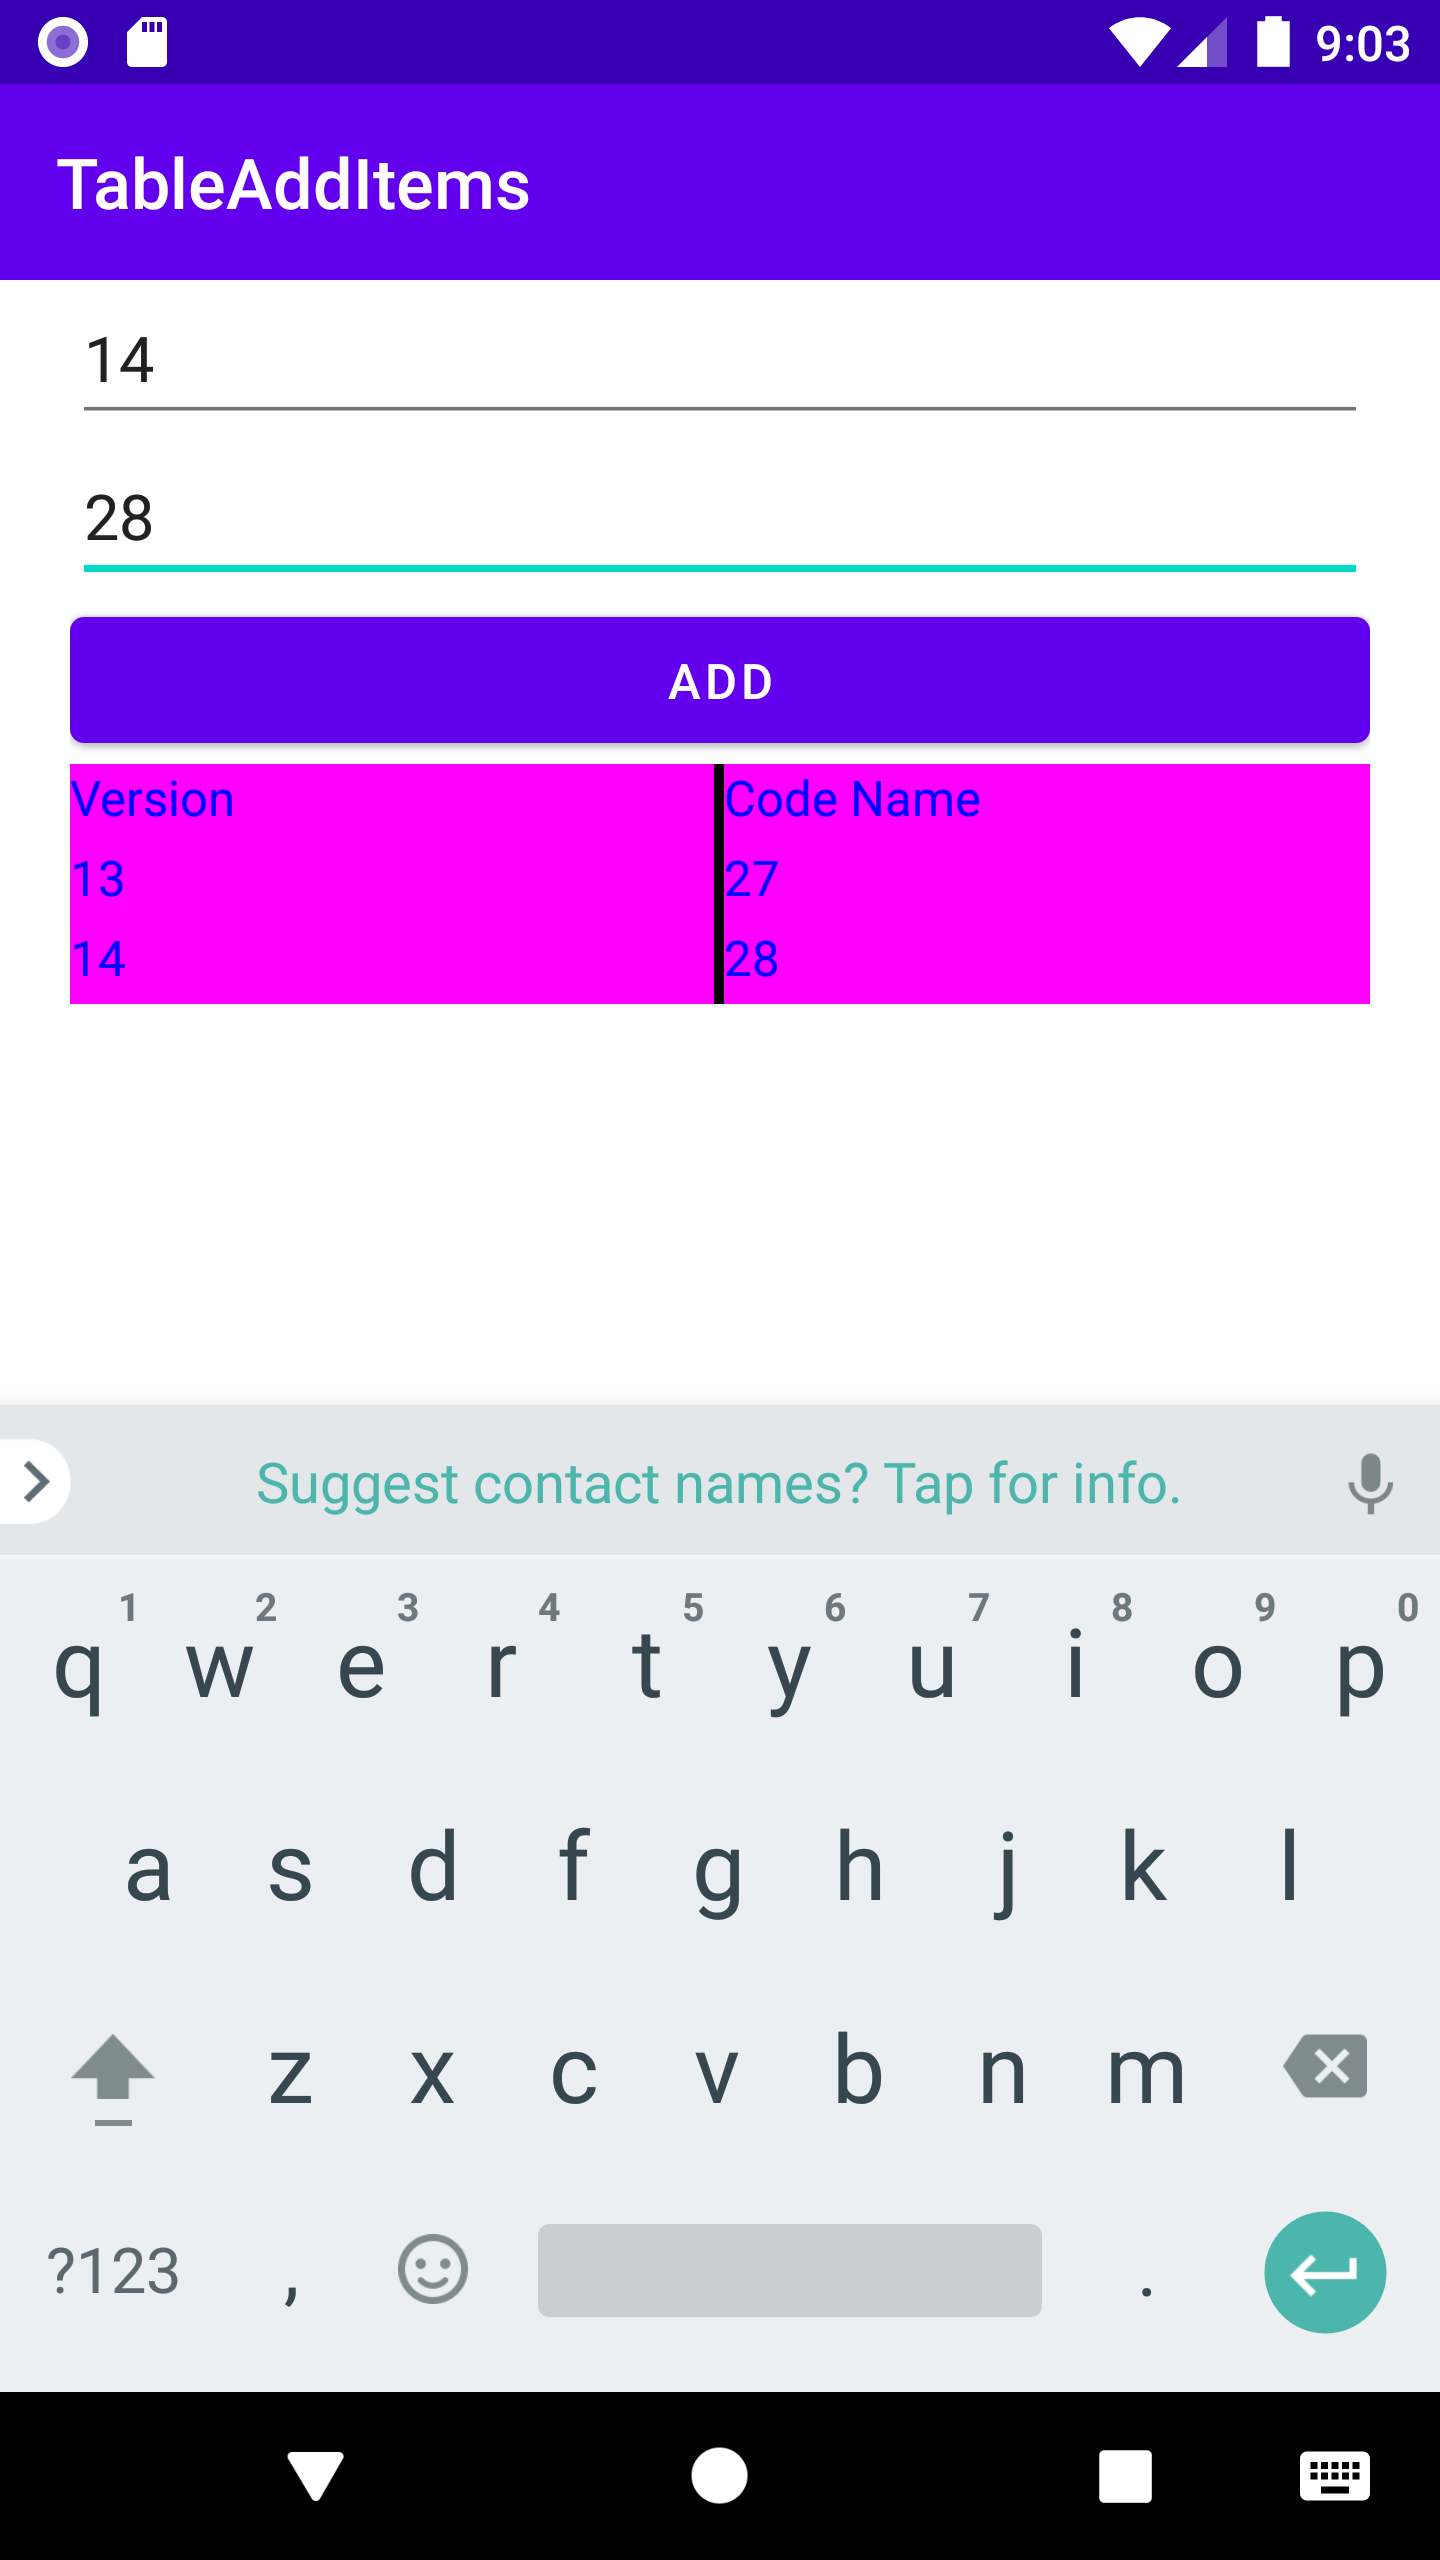 9:03
TableAddItems
14
28
ADD
Version Code Name
13 27
14 28
Suggest contact names? Tap for info.
1 2 3 4 5 6 7 8 9 0
q w e r t y u i o p
a s d f g h j k l
z x c v b n m
?123 , .